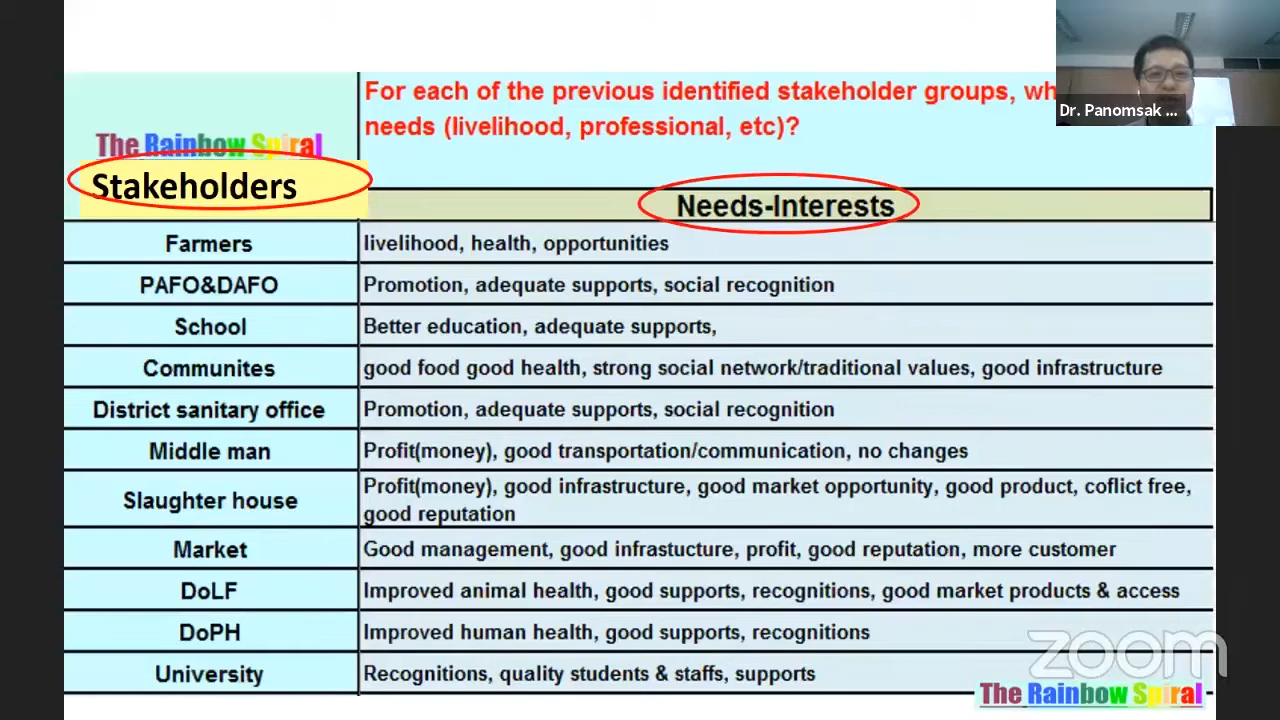 For each of the previous identified stakeholder groups, wh
needs (livelihood, professional, etc)?
Dr. Panomsak ...
The Rainbow Spiral
Stakeholders
Needs-Interests
Farmers livelihood, health, opportunities
PAFO&DAFO Promotion, adequate supports, social recognition
School Better education, adequate supports,
Communites good food good health, strong social network/traditional values, good infrastructure
District sanitary office Promotion, adequate supports, social recognition
Middle man Profit(money), good transportation/communication, no changes
Slaughter house Profit(money), good infrastructure, good market opportunity, good product, coflict free,
good reputation
Market Good management, good infrastucture, profit, good reputation, more customer
DoLF Improved animal health, good supports, recognitions, good market products & access
DoPH Improved human health, good supports, recognitions
University Recognitions, quality students & staffs, supports
zoom
The Rainbow Spiral